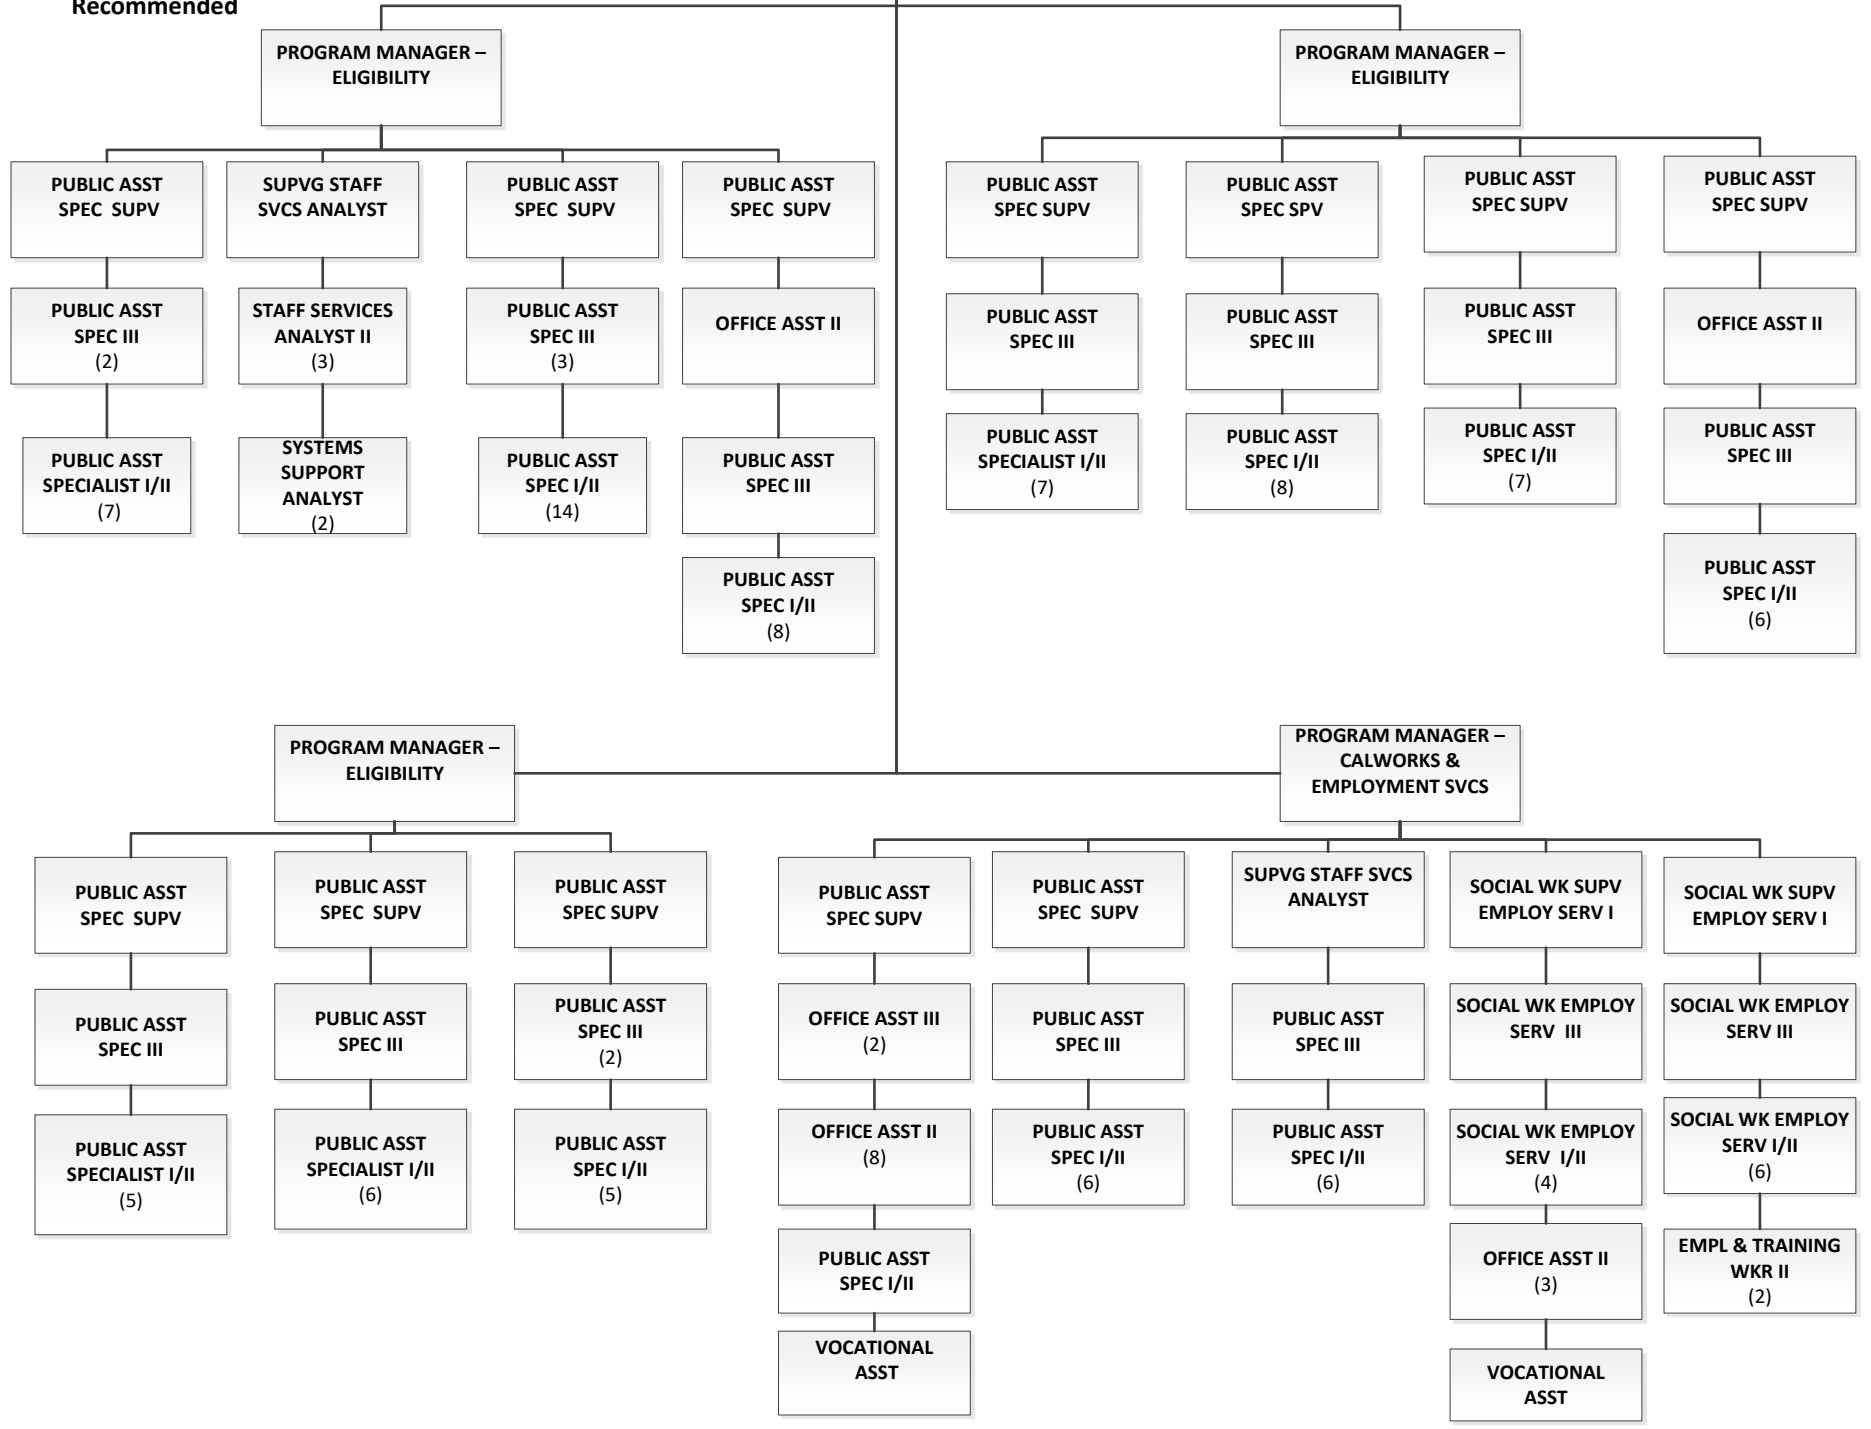 Recommended
PROGRAM MANAGER –
ELIGIBILITY
PUBLIC ASST
SPEC  SUPV
PUBLIC ASST
SPEC III
(2)
PUBLIC ASST
SPECIALIST I/II
(7)
SUPVG STAFF
SVCS ANALYST
STAFF SERVICES
ANALYST II
(3)
SYSTEMS
SUPPORT
ANALYST
(2)
PUBLIC ASST
SPEC  SUPV
PUBLIC ASST
SPEC III
(3)
PUBLIC ASST
SPEC I/II
(14)
PUBLIC ASST
SPEC  SUPV
OFFICE ASST II
PUBLIC ASST
SPEC III
PUBLIC ASST
SPEC I/II
(8)
PROGRAM MANAGER –
ELIGIBILITY
PUBLIC ASST
SPEC SUPV
PUBLIC ASST
SPEC III
PUBLIC ASST
SPECIALIST I/II
(7)
PUBLIC ASST
SPEC SPV
PUBLIC ASST
SPEC III
PUBLIC ASST
SPEC I/II
(8)
PUBLIC ASST
SPEC SUPV
PUBLIC ASST
SPEC III
PUBLIC ASST
SPEC I/II
(7)
PUBLIC ASST
SPEC SUPV
OFFICE ASST II
PUBLIC ASST
SPEC III
PUBLIC ASST
SPEC I/II
(6)
PROGRAM MANAGER –
ELIGIBILITY
PUBLIC ASST
SPEC  SUPV
PUBLIC ASST
SPEC III
PUBLIC ASST
SPECIALIST I/II
(5)
PUBLIC ASST
SPEC  SUPV
PUBLIC ASST
SPEC III
PUBLIC ASST
SPECIALIST I/II
(6)
PUBLIC ASST
SPEC SUPV
PUBLIC ASST
SPEC III
(2)
PUBLIC ASST
SPEC I/II
(5)
PROGRAM MANAGER –
CALWORKS &
EMPLOYMENT SVCS
PUBLIC ASST
SPEC SUPV
OFFICE ASST III
(2)
OFFICE ASST II
(8)
PUBLIC ASST
SPEC I/II
VOCATIONAL
ASST
PUBLIC ASST
SPEC  SUPV
PUBLIC ASST
SPEC III
PUBLIC ASST
SPEC I/II
(6)
SUPVG STAFF SVCS
ANALYST
PUBLIC ASST
SPEC III
PUBLIC ASST
SPEC I/II
(6)
SOCIAL WK SUPV
EMPLOY SERV I
SOCIAL WK EMPLOY
SERV  III
SOCIAL WK EMPLOY
SERV  I/II
(4)
OFFICE ASST II
(3)
VOCATIONAL
ASST
SOCIAL WK SUPV
EMPLOY SERV I
SOCIAL WK EMPLOY
SERV III
SOCIAL WK EMPLOY
SERV I/II
(6)
EMPL & TRAINING
WKR II
(2)